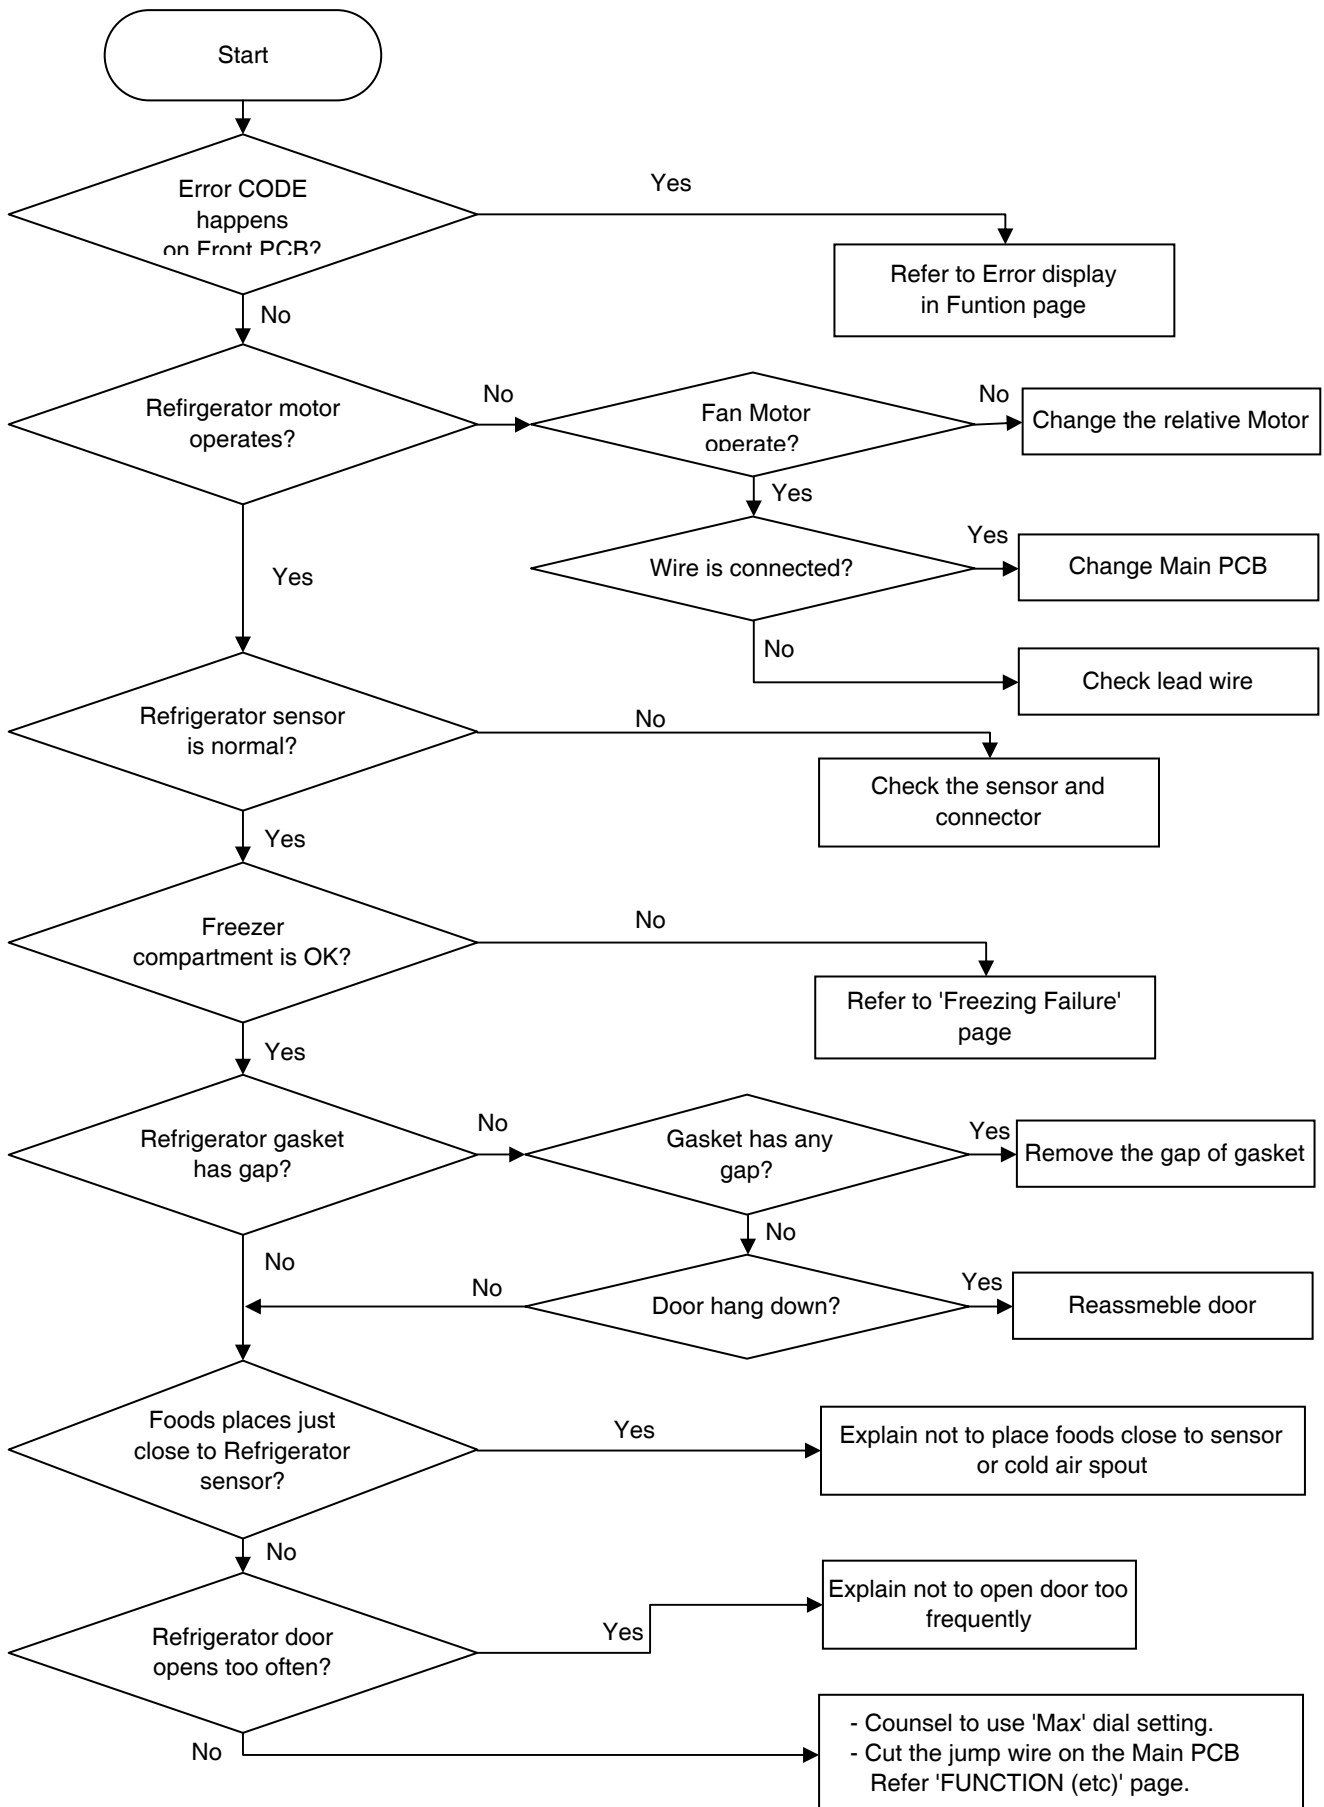 Start
Error CODE
happens
on Front PCB?
Yes
Refer to Error display
in Funtion page
No
Refirgerator motor
operates?
No
Fan Motor
operate?
No
Change the relative Motor
Yes
Wire is connected?
Yes
Change Main PCB
Yes
No
Check lead wire
Refrigerator sensor
is normal?
No
Check the sensor and
connector
Yes
Freezer
compartment is OK?
No
Refer to 'Freezing Failure'
page
Yes
Refrigerator gasket
has gap?
No
Gasket has any
gap?
Yes
Remove the gap of gasket
No
No
Door hang down?
Yes
Reassmeble door
No
Foods places just
close to Refrigerator
sensor?
Yes
Explain not to place foods close to sensor
or cold air spout
No
Refrigerator door
opens too often?
Yes
Explain not to open door too
frequently
No
- Counsel to use 'Max' dial setting.
- Cut the jump wire on the Main PCB
Refer 'FUNCTION (etc)' page.